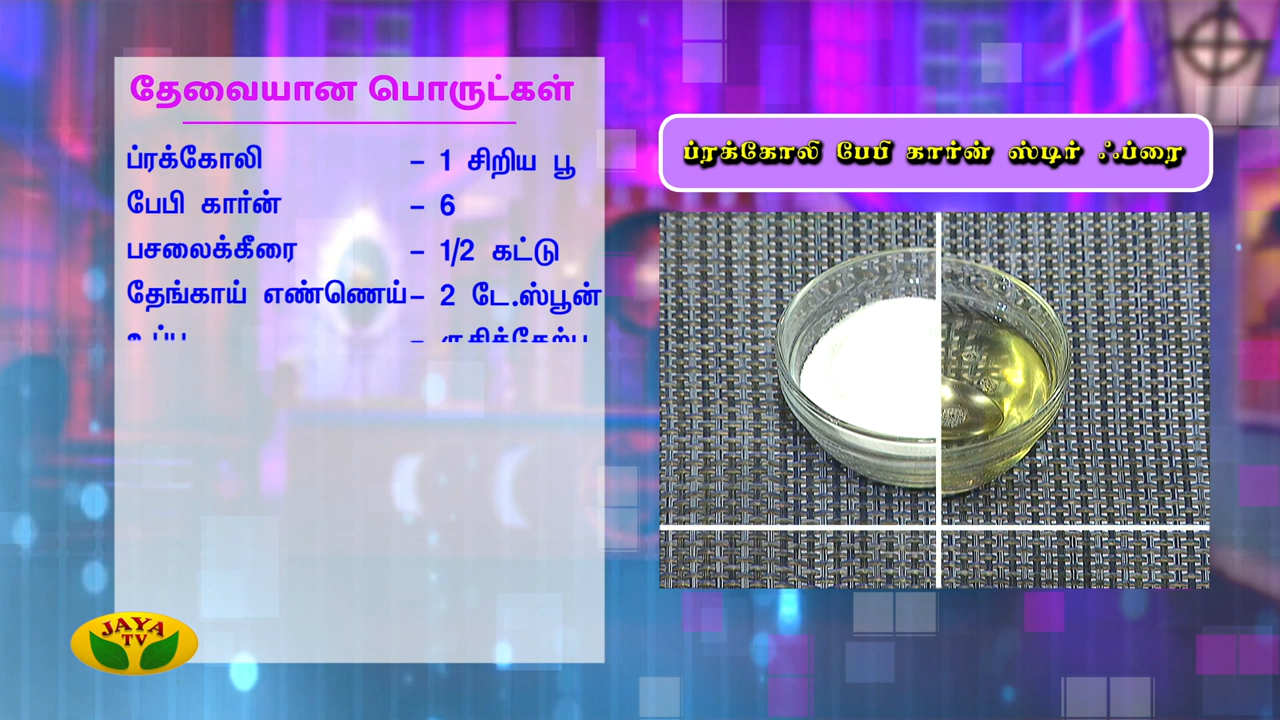 தேவையான பொருட்கள்
ப்ரக்கோலி – 1 சிறிய பூ
பேபி கார்ன் – 6
பசலைக்கீரை – 1/2 கட்டு
தேங்காய் எண்ணெய் – 2 டே.ஸ்பூன்
ப்ரக்கோலி பேபி கார்ன் ஸ்டிர் ஃப்ரை
JAYA
TV